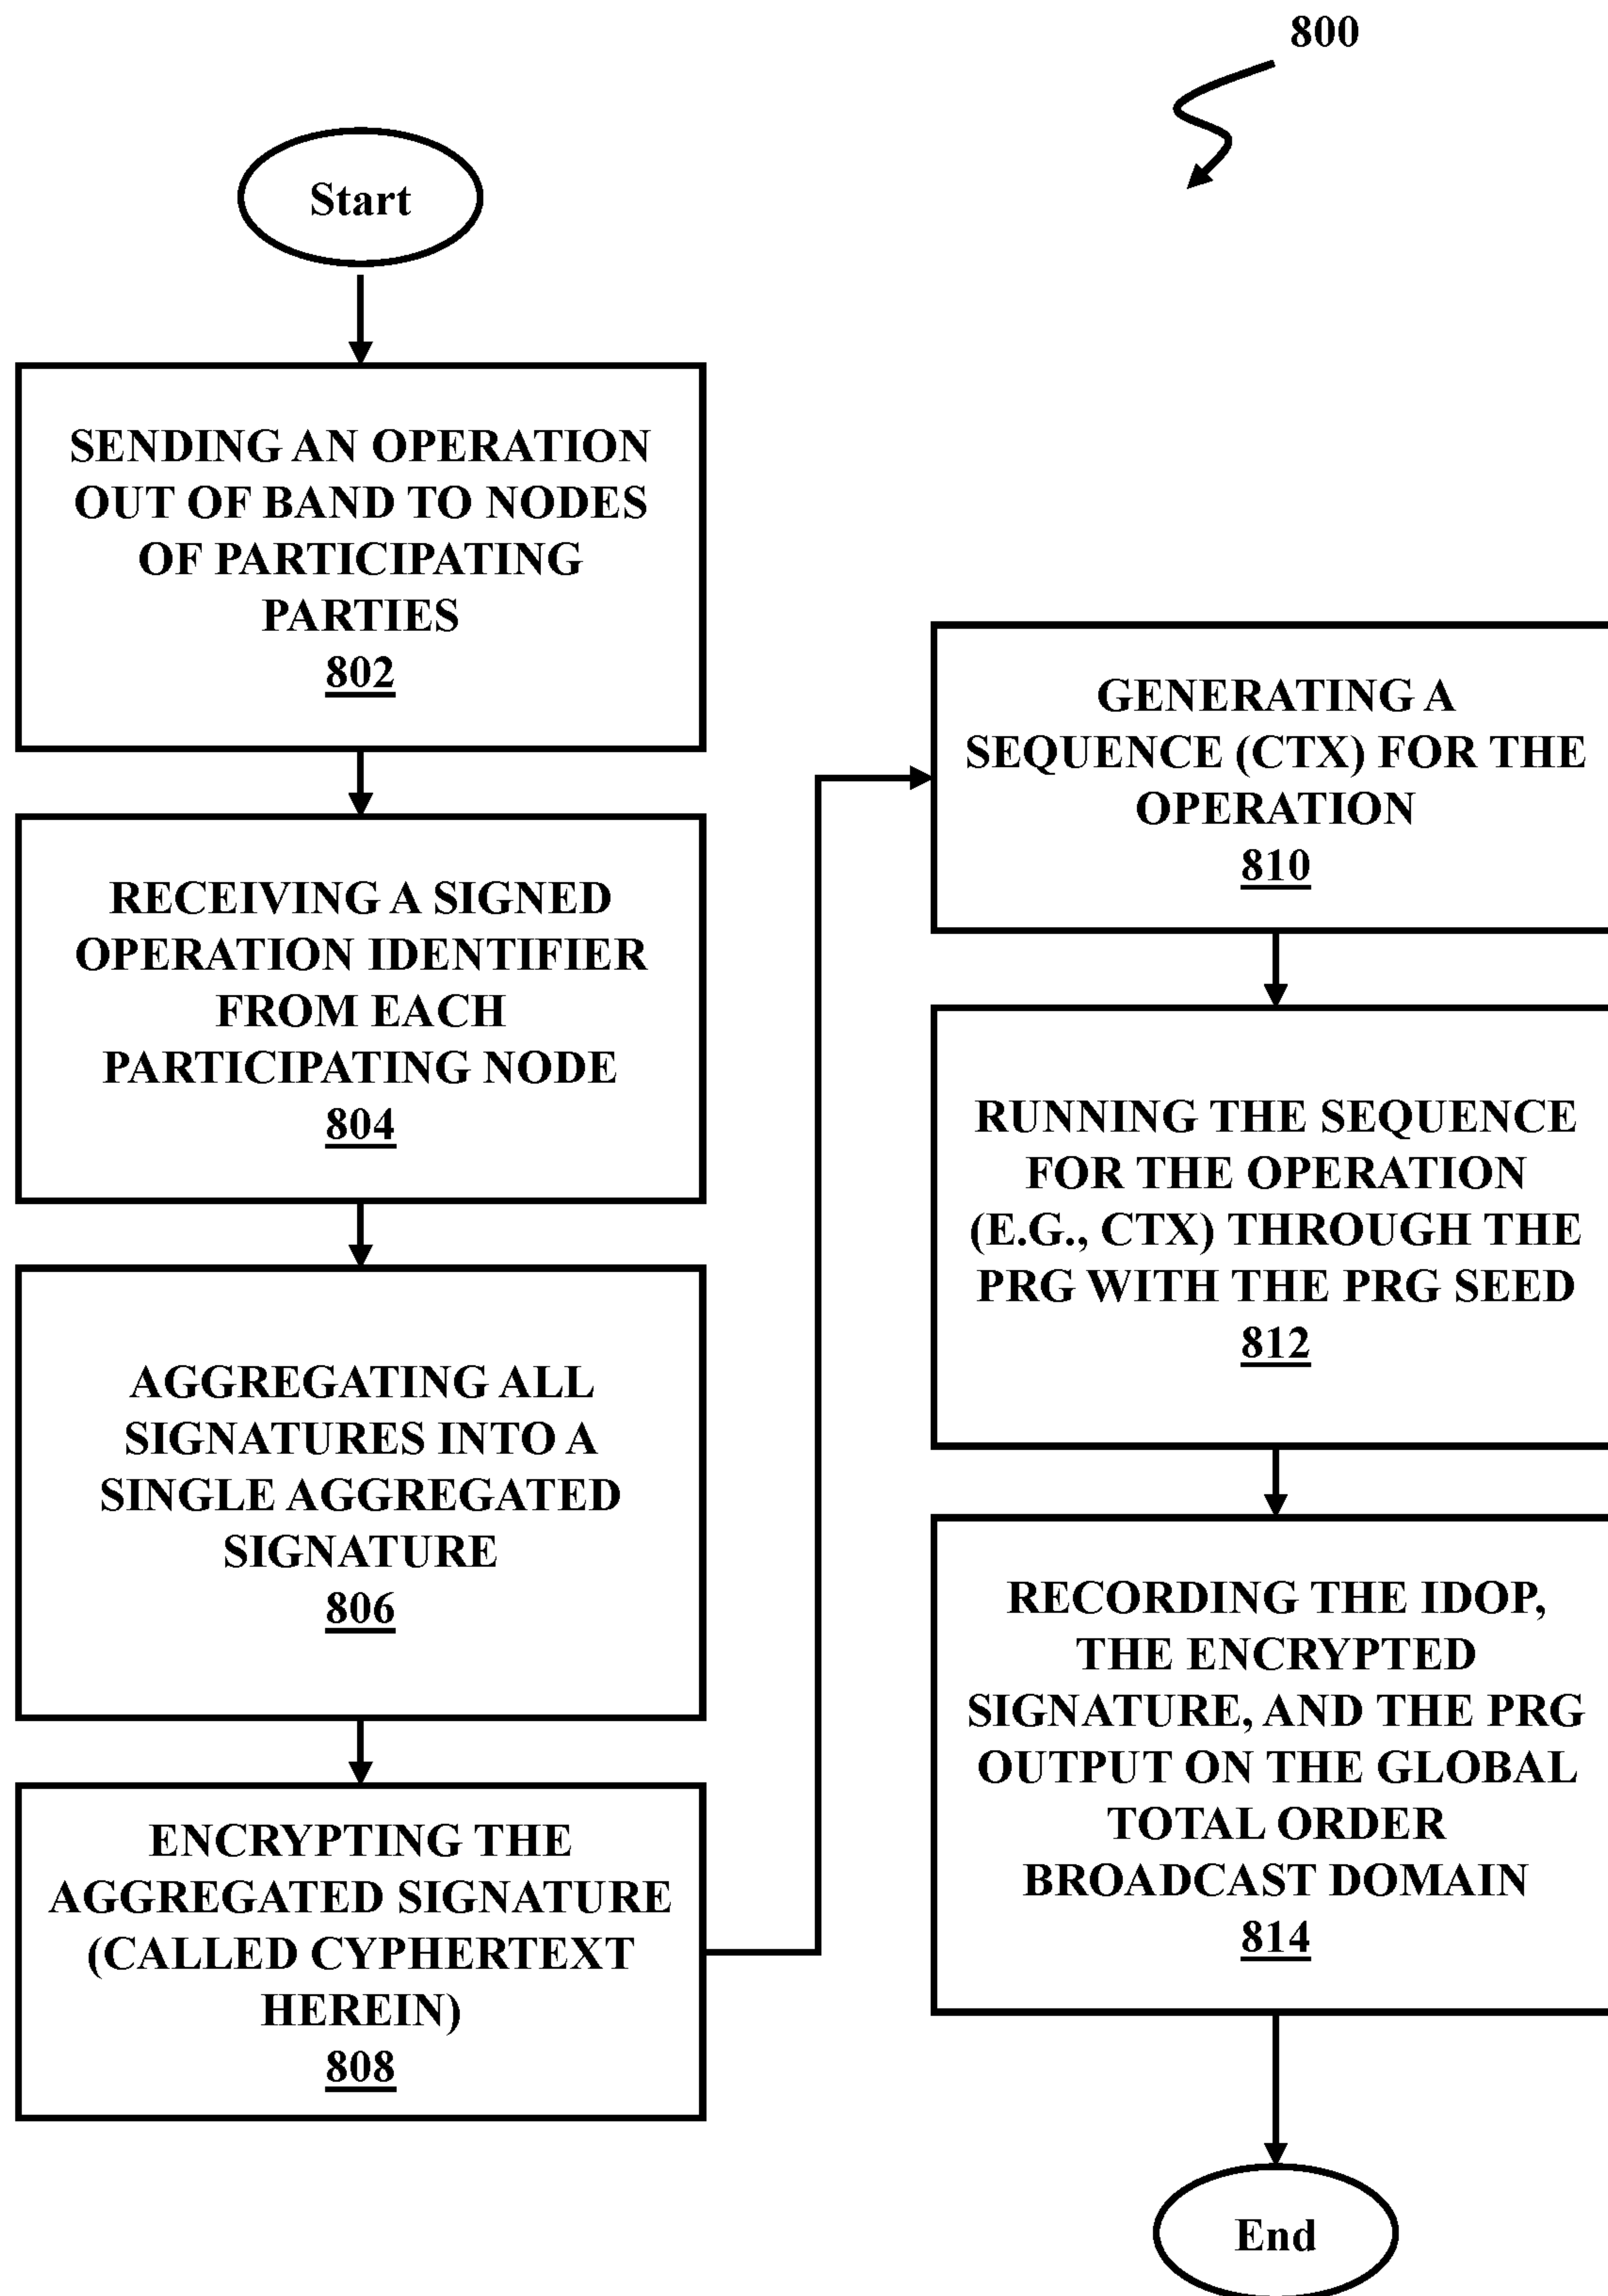 800
Start
SENDING AN OPERATION
OUT OF BAND TO NODES
OF PARTICIPATING
PARTIES
802
RECEIVING A SIGNED
OPERATION IDENTIFIER
FROM EACH
PARTICIPATING NODE
804
AGGREGATING ALL
SIGNATURES INTO A
SINGLE AGGREGATED
SIGNATURE
806
ENCRYPTING THE
AGGREGATED SIGNATURE
(CALLED CYPHERTEXT
HEREIN)
808
GENERATING A
SEQUENCE (CTX) FOR THE
OPERATION
810
RUNNING THE SEQUENCE
FOR THE OPERATION
(E.G., CTX) THROUGH THE
PRG WITH THE PRG SEED
812
RECORDING THE IDOP,
THE ENCRYPTED
SIGNATURE, AND THE PRG
OUTPUT ON THE GLOBAL
TOTAL ORDER
BROADCAST DOMAIN
814
End